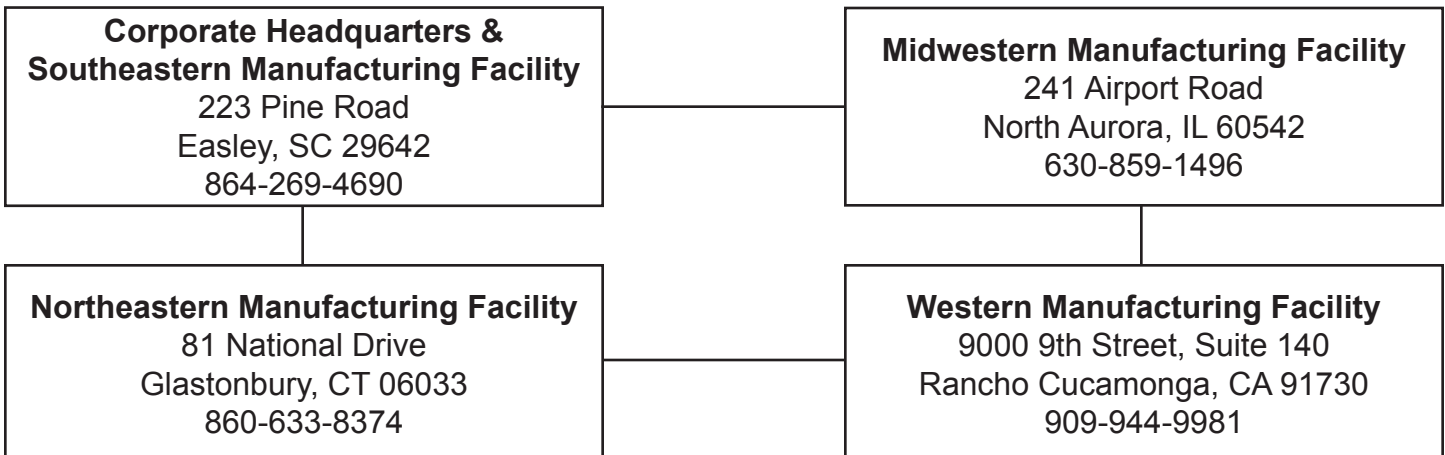 Corporate Headquarters &
Southeastern Manufacturing Facility
223 Pine Road
Easley, SC 29642
864-269-4690
Midwestern Manufacturing Facility
241 Airport Road
North Aurora, IL 60542
630-859-1496
Northeastern Manufacturing Facility
81 National Drive
Glastonbury, CT 06033
860-633-8374
Western Manufacturing Facility
9000 9th Street, Suite 140
Rancho Cucamonga, CA 91730
909-944-9981